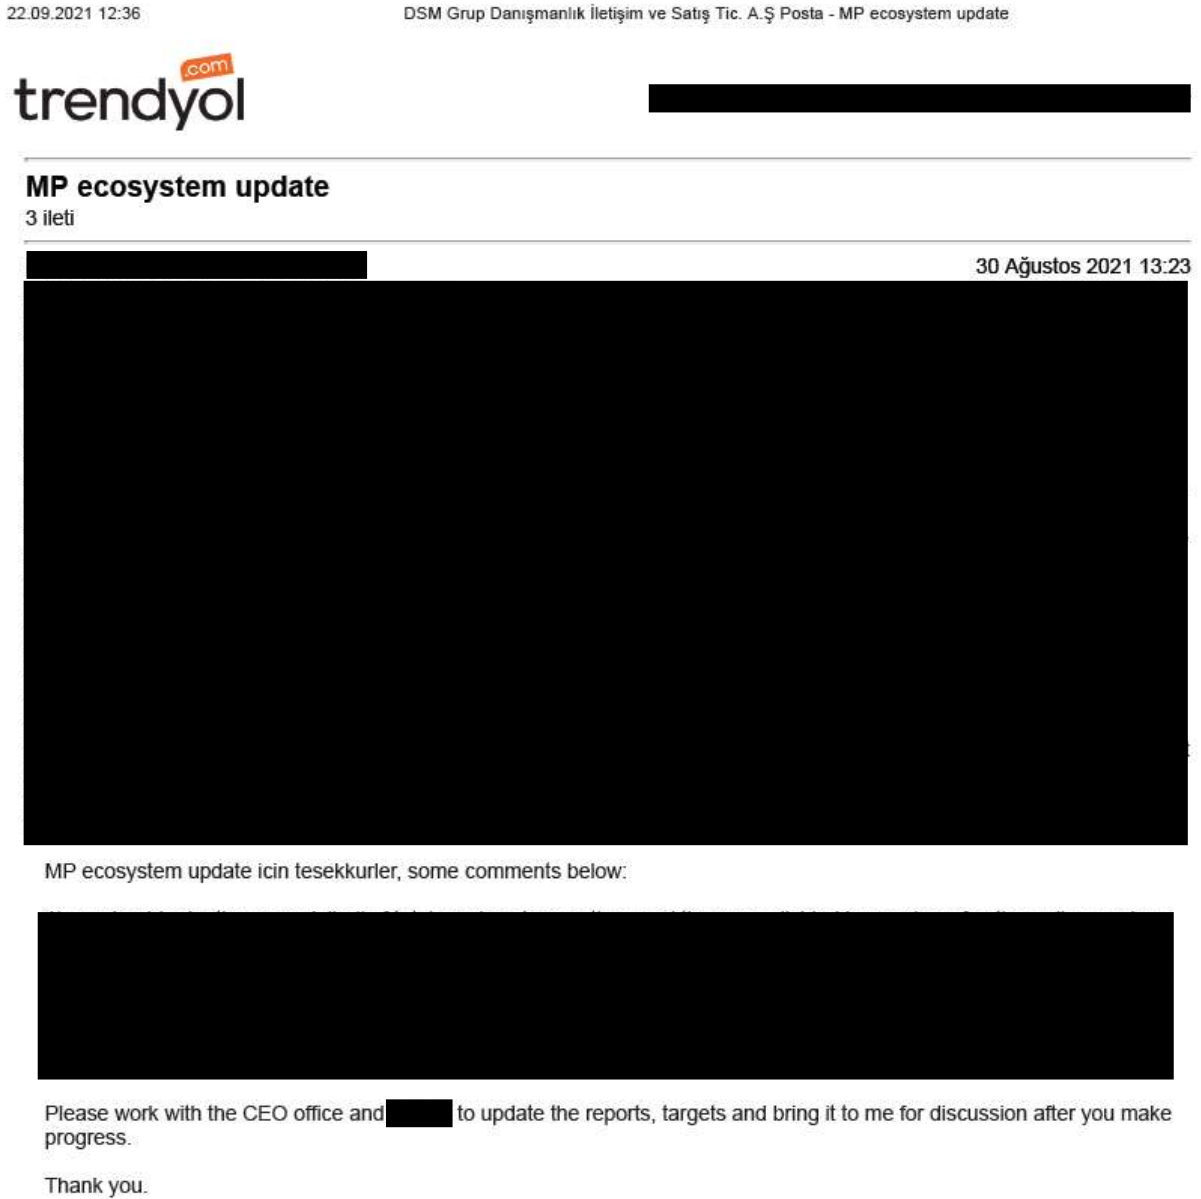 22.09.2021 12:36 DSM Grup Danışmanlık İletişim ve Satış Tic. A.Ş Posta - MP ecosystem update
trendyol.com
MP ecosystem update
3 ileti
30 Ağustos 2021 13:23
MP ecosystem update icin tesekkurler, some comments below:
Please work with the CEO office and to update the reports, targets and bring it to me for discussion after you make
progress.
Thank you.